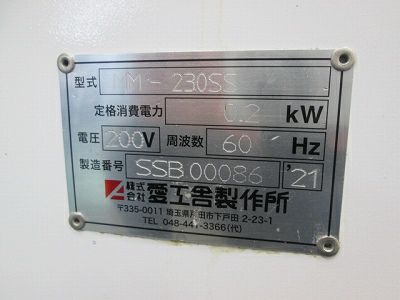 型式 MM-230SS
定格消費電力 0.2 kW
電圧 200V 周波数 60 Hz
製造番号 SSB00086 '21
株式会社 愛工舎製作所
〒335-0011 埼玉県戸田市下戸田 2-23-1
TEL 048-441-3366(代)